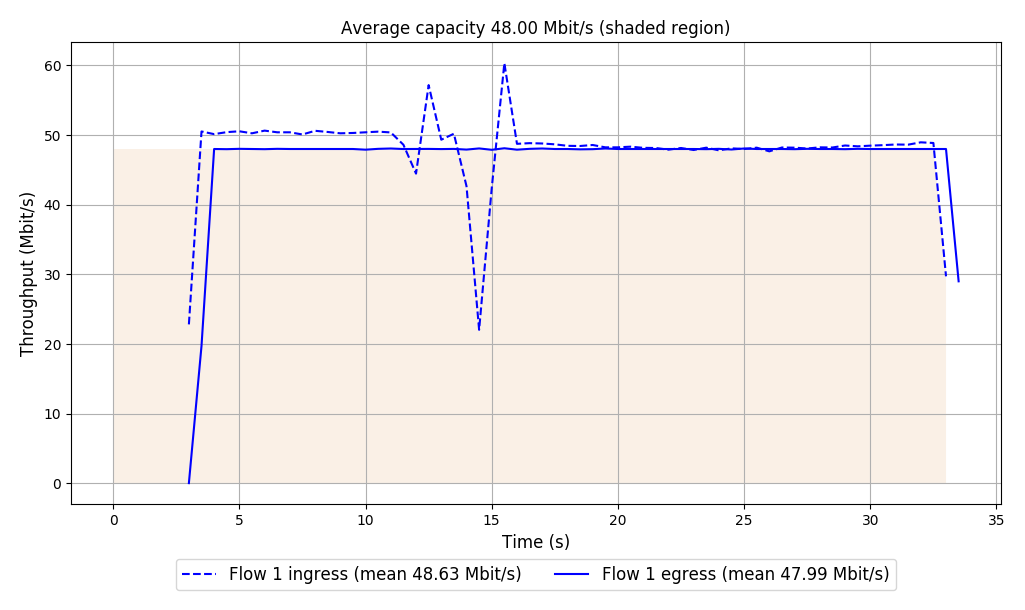 Average capacity 48.00 Mbit/s (shaded region)
60
50
40
30
20
10
0
Throughput (Mbit/s)
0 5 10 15 20 25 30 35
Time (s)
Flow 1 ingress (mean 48.63 Mbit/s) Flow 1 egress (mean 47.99 Mbit/s)